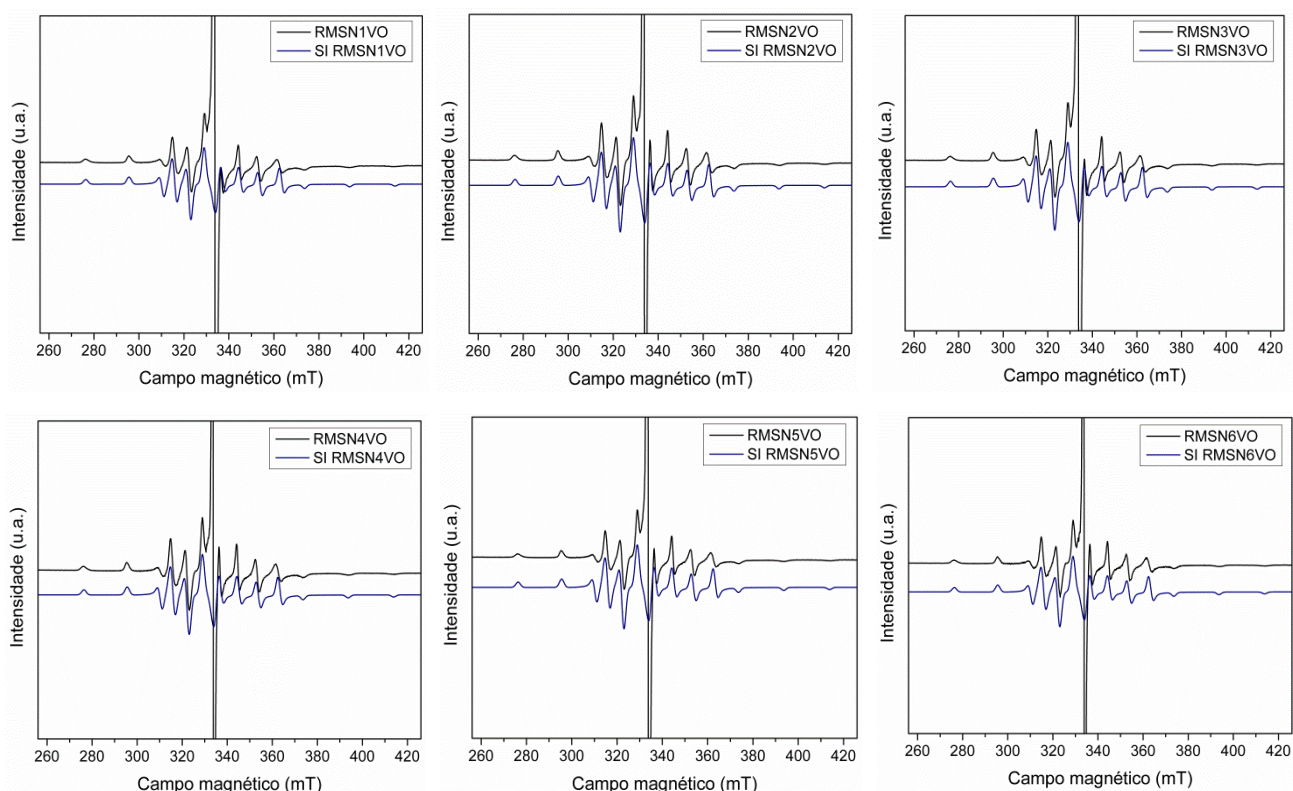 RMSN1VO
SI RMSN1VO
Intensidade (u.a.)
260 280 300 320 340 360 380 400 420
Campo magnético (mT)
RMSN2VO
SI RMSN2VO
Intensidade (u.a.)
260 280 300 320 340 360 380 400 420
Campo magnético (mT)
RMSN3VO
SI RMSN3VO
Intensidade (u.a.)
260 280 300 320 340 360 380 400 420
Campo magnético (mT)
RMSN4VO
SI RMSN4VO
Intensidade (u.a.)
260 280 300 320 340 360 380 400 420
Campo magnético (mT)
RMSN5VO
SI RMSN5VO
Intensidade (u.a.)
260 280 300 320 340 360 380 400 420
Campo magnético (mT)
RMSN6VO
SI RMSN6VO
Intensidade (u.a.)
260 280 300 320 340 360 380 400 420
Campo magnético (mT)